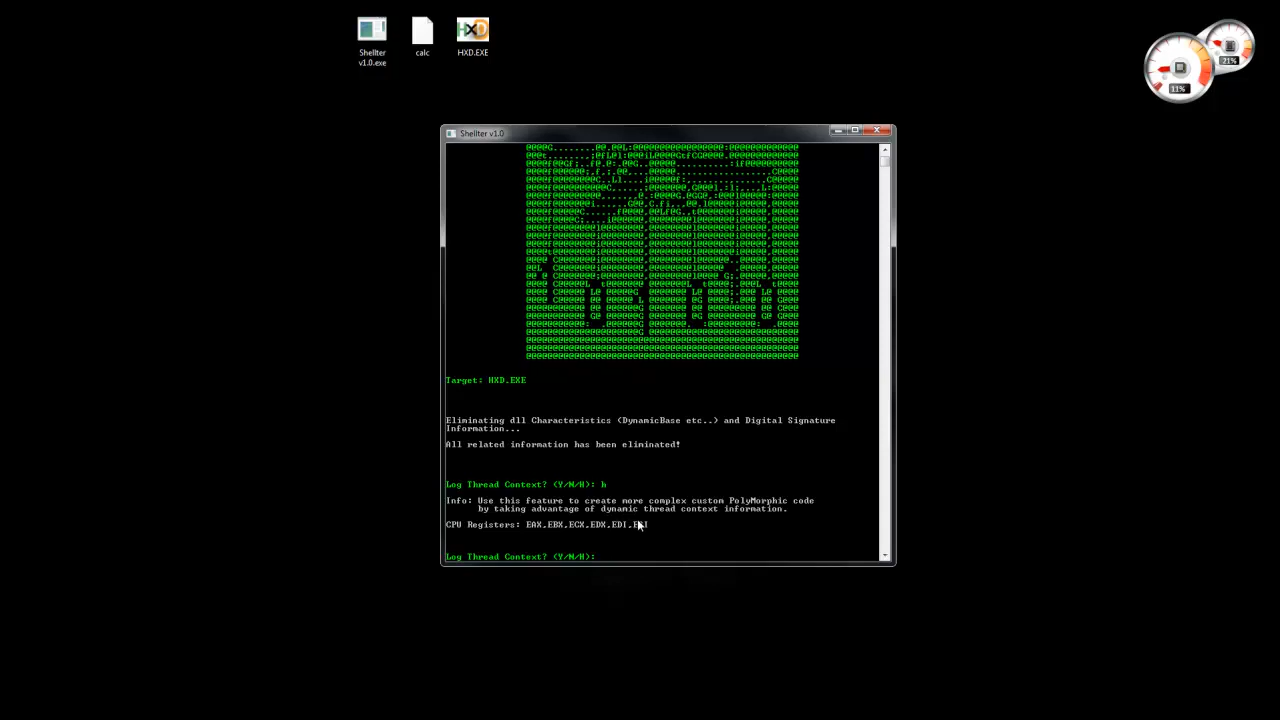 Shellter
v1.0.exe
calc
HXD
HXD.EXE
21%
11%
Shellter v1.0
Target: HXD.EXE
Eliminating dll Characteristics (DynamicBase etc..) and Digital Signature
Information...
All related information has been eliminated!
Log Thread Context? (Y/N/H): h
Info: Use this feature to create more complex custom PolyMorphic code
by taking advantage of dynamic thread context information.
CPU Registers: EAX,EBX,ECX,EDX,EDI,
Log Thread Context? (Y/N/H):